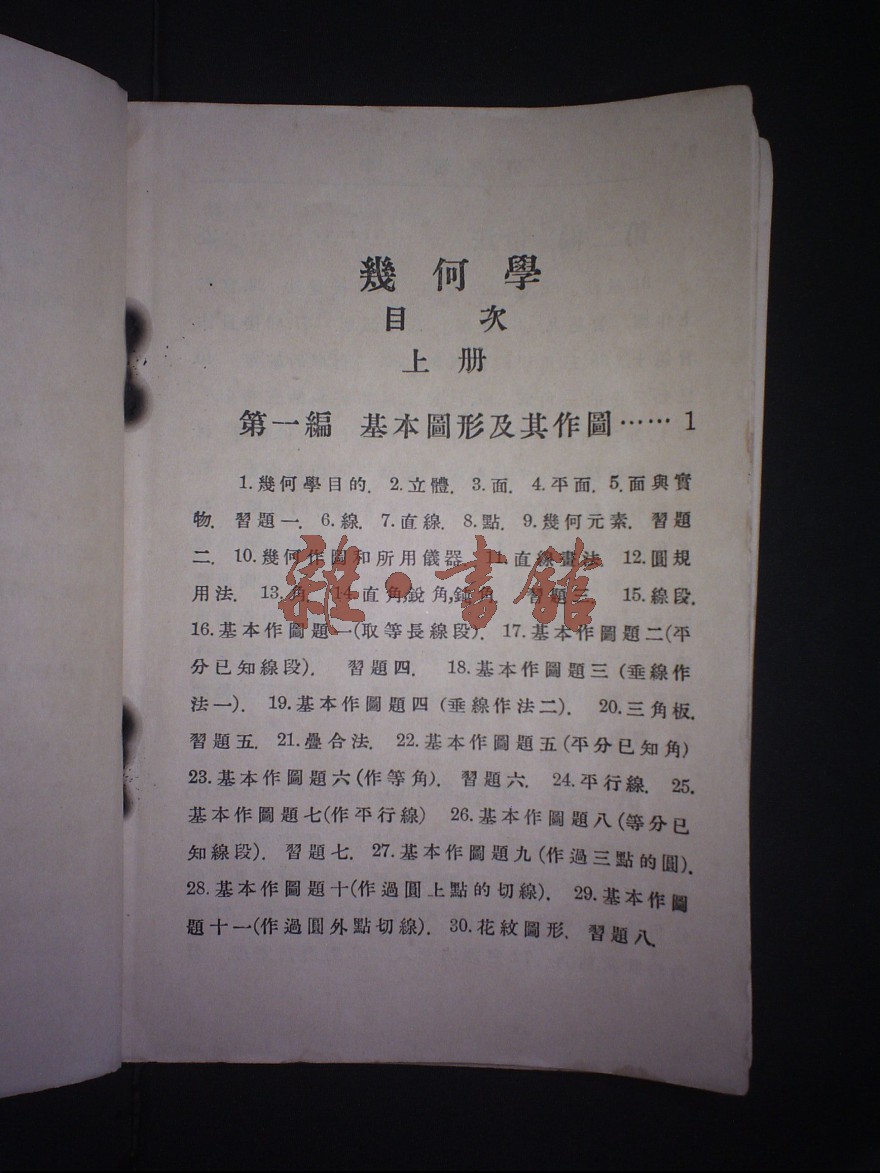 幾何學
目次
上册
第一編 基本圖形及其作圖…… 1
1.幾何學目的. 2.立體. 3.面. 4.平面. 5.面與實
物. 習題一. 6.線. 7.直線. 8.點. 9.幾何元素. 習題
二. 10.幾何作圖和所用儀器. 11.直線畫法. 12.圓規
用法. 13.角. 14.直角,銳角,鈍角. 習題三. 15.線段.
16.基本作圖題一(取等長線段). 17.基本作圖題二(平
分已知線段). 習題四. 18.基本作圖題三(垂線作
法一). 19.基本作圖題四(垂線作法二). 20.三角板.
習題五. 21.疊合法. 22.基本作圖題五(平分已知角)
23.基本作圖題六(作等角). 習題六. 24.平行線. 25.
基本作圖題七(作平行線) 26.基本作圖題八(等分已
知線段). 習題七. 27.基本作圖題九(作過三點的圓).
28.基本作圖題十(作過圓上點的切線). 29.基本作圖
題十一(作過圓外點切線). 30.花紋圖形. 習題八.
雜·書館